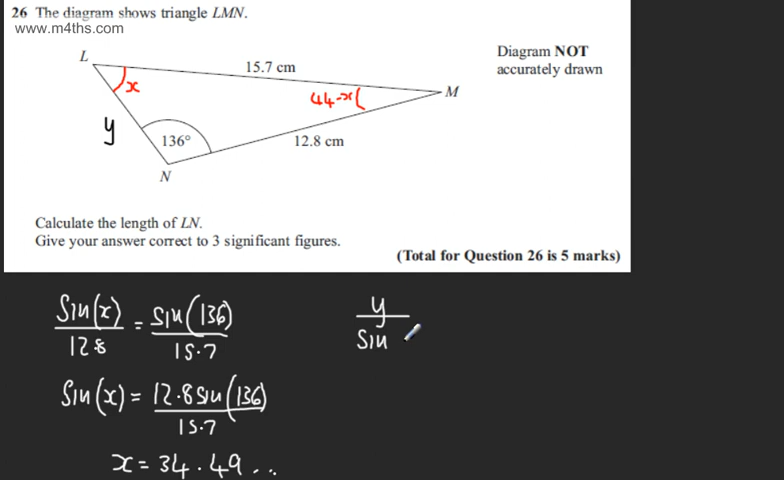 26 The diagram shows triangle LMN.
www.m4ths.com
L
15.7 cm
Diagram NOT
accurately drawn
x
44-x
M
y
136°
12.8 cm
N
Calculate the length of LN.
Give your answer correct to 3 significant figures.
(Total for Question 26 is 5 marks)
Sin(x)/12.8 = sin(136)/15.7
y/sin
Sin(x) = 12.8sin(136)/15.7
x = 34.49...